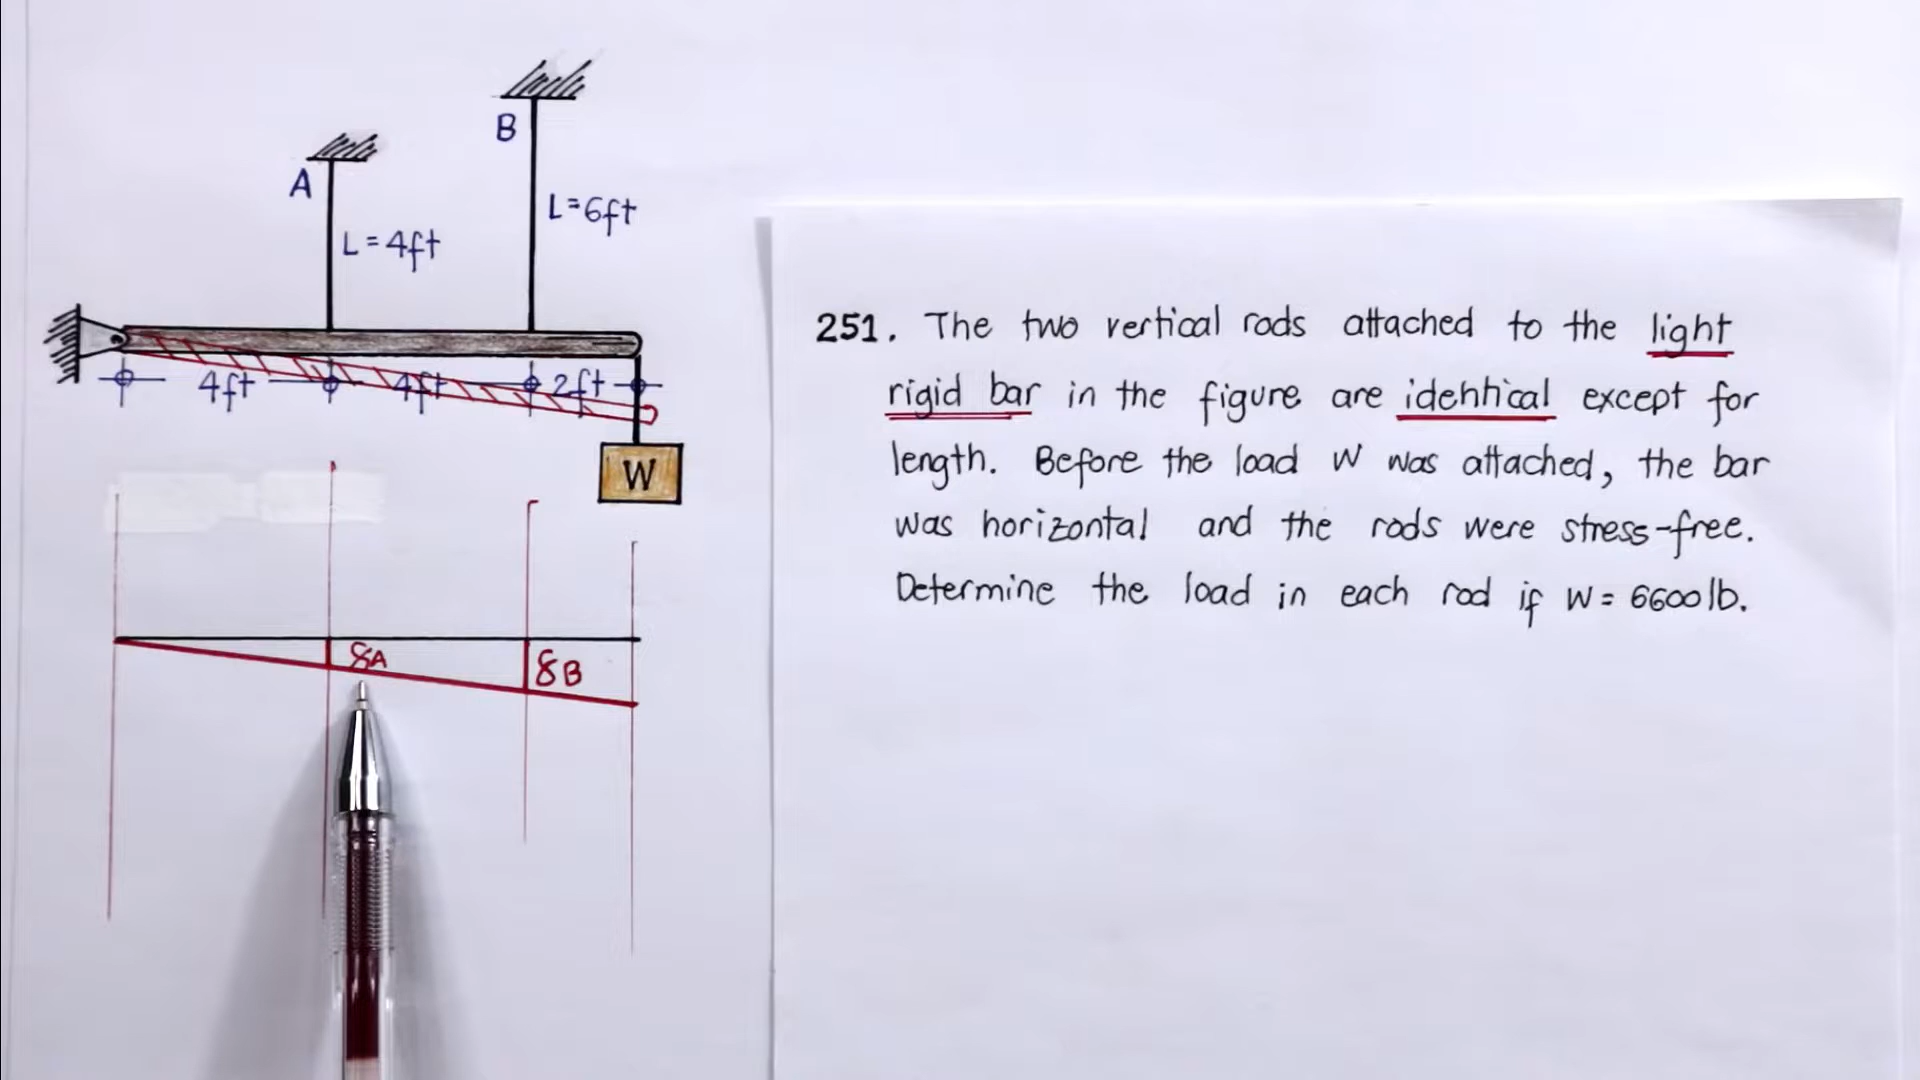 B
A
L=6ft
L=4ft
4ft 4ft 2ft
W
δA
δB
251. The two vertical rods attached to the light
rigid bar in the figure are identical except for
length. Before the load W was attached, the bar
was horizontal and the rods were stress-free.
Determine the load in each rod if W= 6600lb.